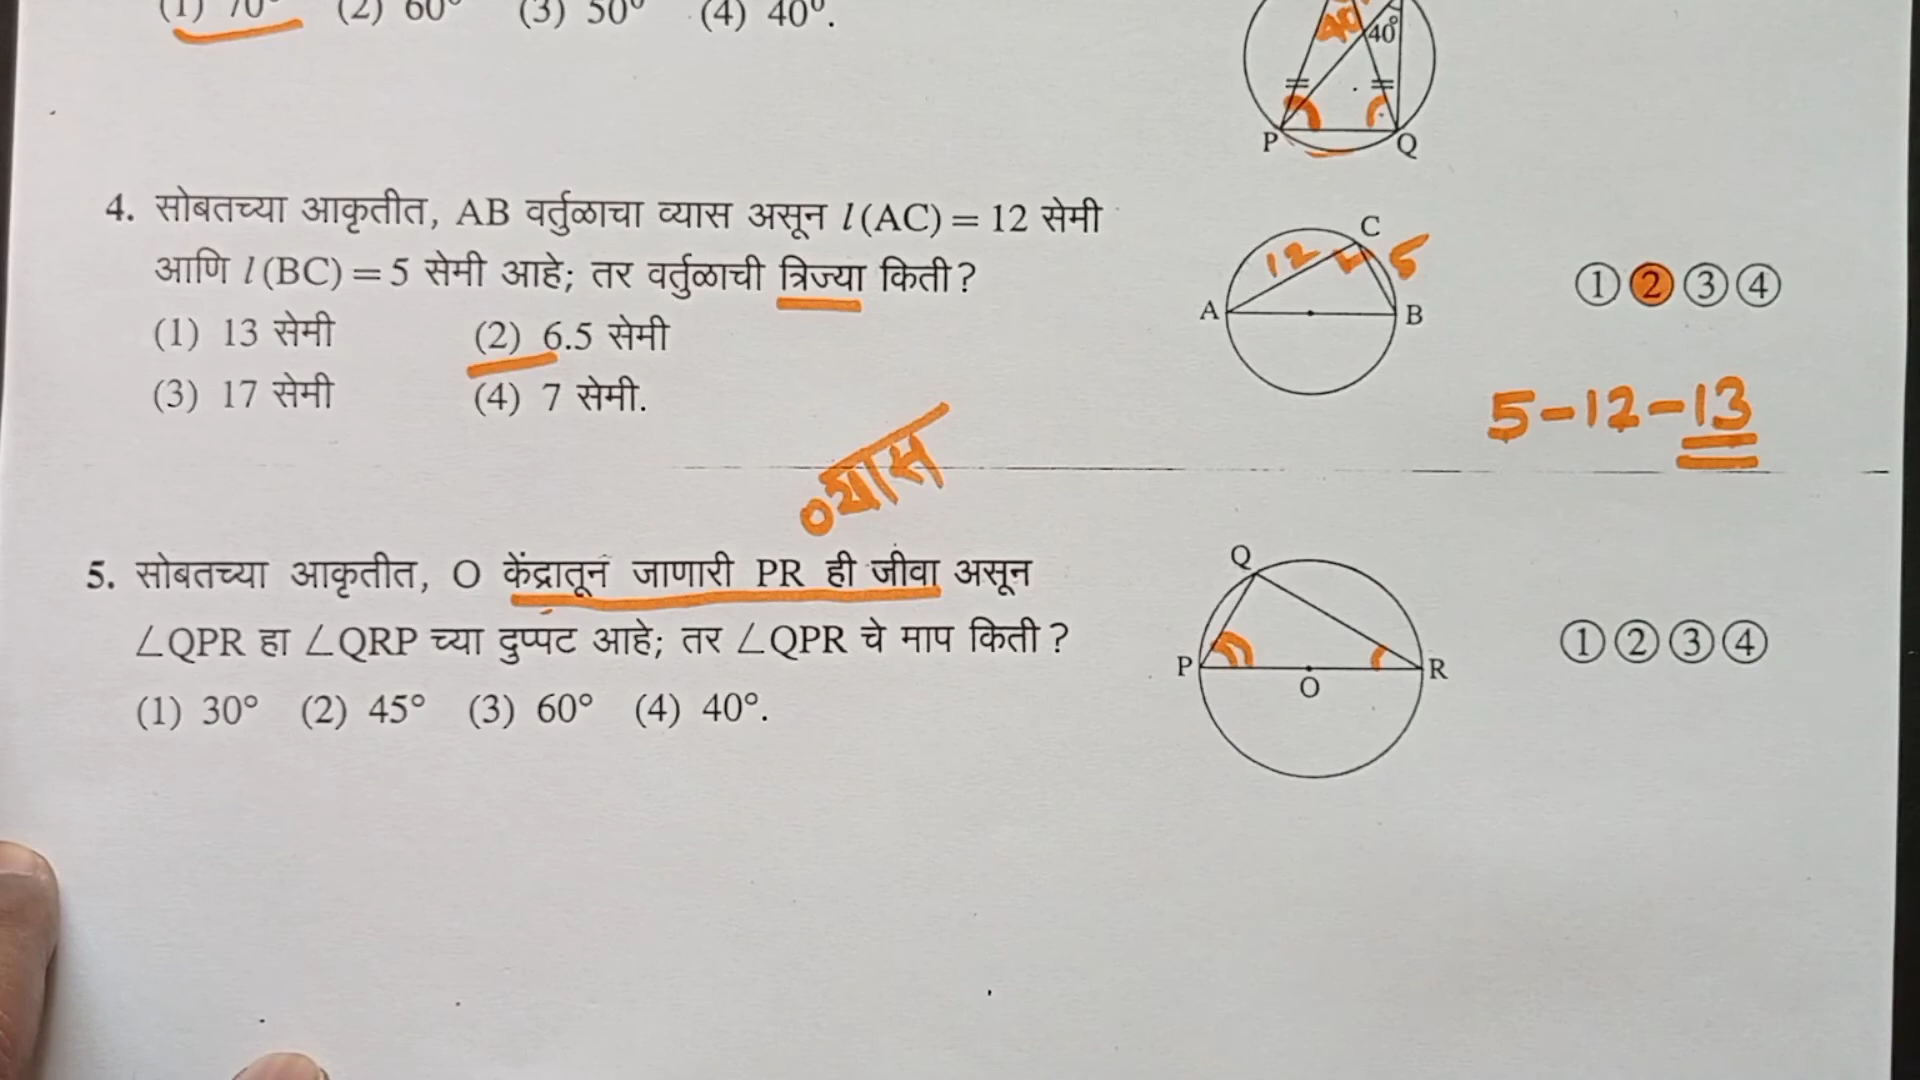 (1) 70° (2) 60° (3) 50° (4) 40°.
40
40°
P
Q
4. सोबतच्या आकृतीत, AB वर्तुळाचा व्यास असून l(AC) = 12 सेमी
आणि l(BC) = 5 सेमी आहे; तर वर्तुळाची त्रिज्या किती?
(1) 13 सेमी (2) 6.5 सेमी
(3) 17 सेमी (4) 7 सेमी.
C
12
5
A
B
① ② ③ ④
5-12-13
व्यास
5. सोबतच्या आकृतीत, O केंद्रातून जाणारी PR ही जीवा असून
∠QPR हा ∠QRP च्या दुप्पट आहे; तर ∠QPR चे माप किती?
(1) 30° (2) 45° (3) 60° (4) 40°.
Q
P
O
R
① ② ③ ④